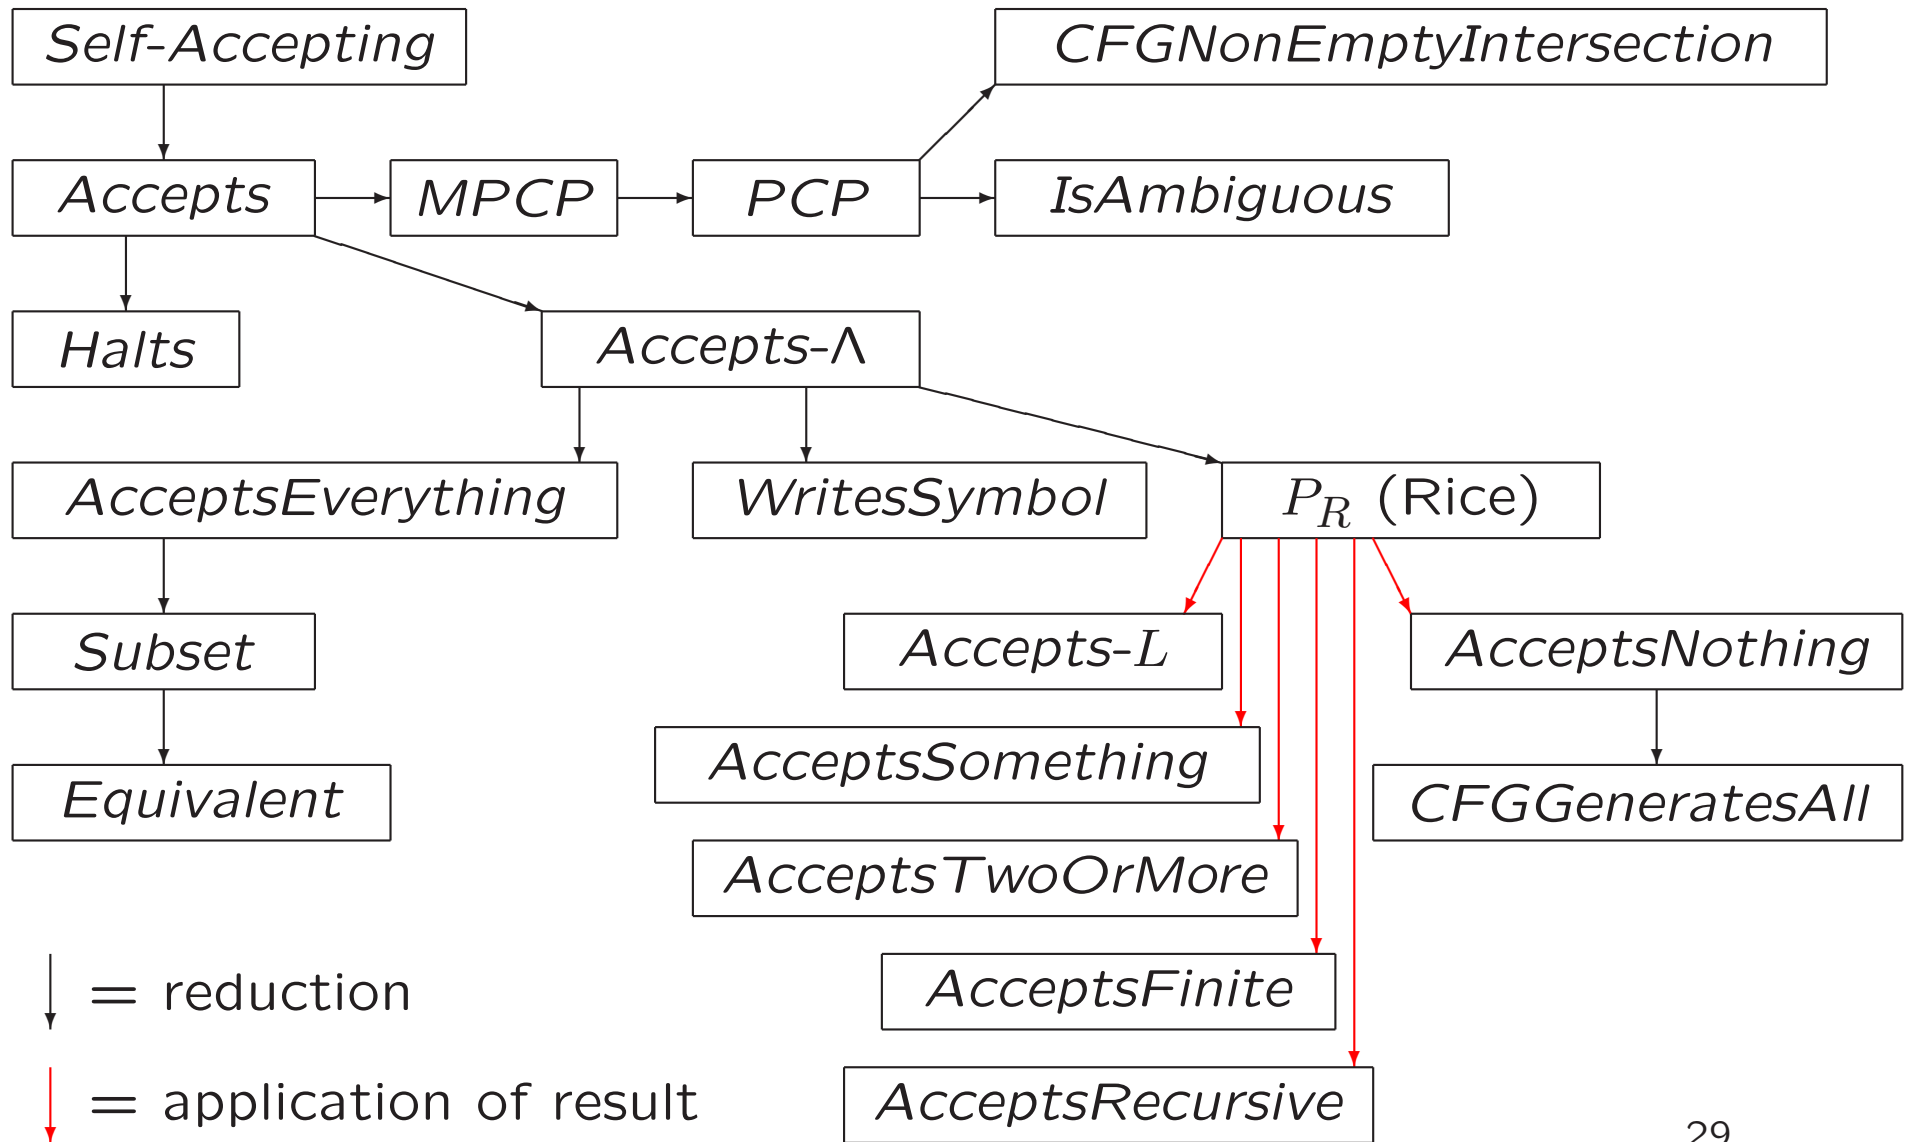 Self-Accepting
CFGNonEmptyIntersection
Accepts
MPCP
PCP
IsAmbiguous
Halts
Accepts-Λ
AcceptsEverything
WritesSymbol
P_R (Rice)
Subset
Accepts-L
AcceptsNothing
AcceptsSomething
Equivalent
CFGGeneratesAll
AcceptsTwoOrMore
AcceptsFinite
= reduction
AcceptsRecursive
= application of result
29